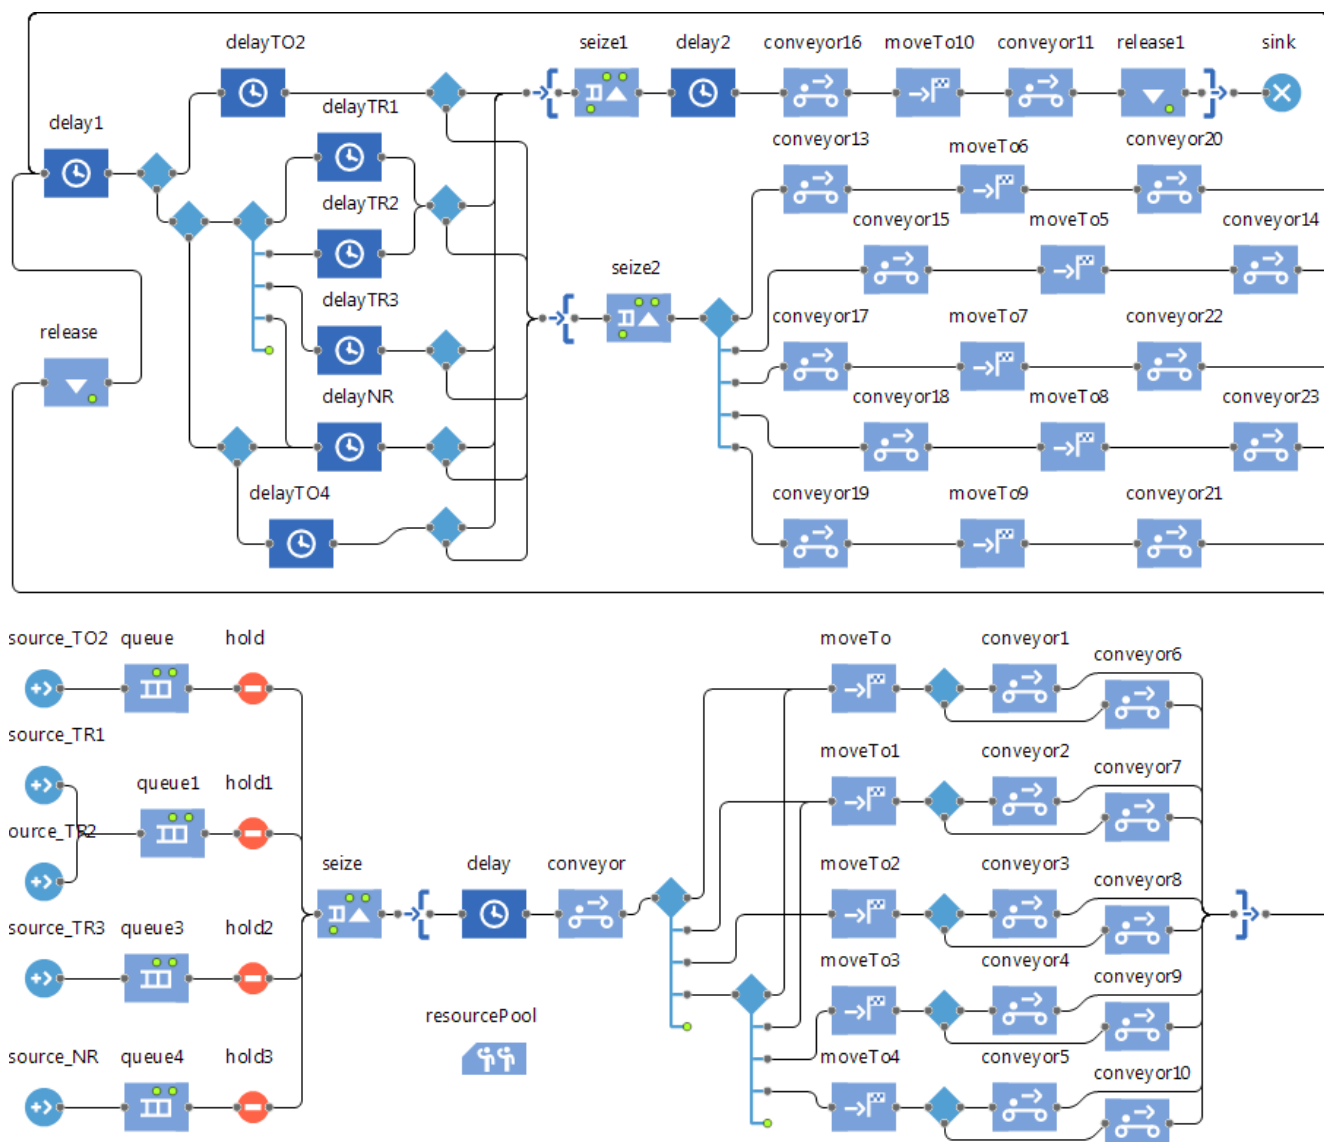 delayTO2
seize1
delay2
conveyor16
moveTo10
conveyor11
release1
sink
delay1
delayTR1
conveyor13
moveTo6
conveyor20
delayTR2
conveyor15
moveTo5
conveyor14
seize2
delayTR3
conveyor17
moveTo7
conveyor22
release
delayNR
conveyor18
moveTo8
conveyor23
delayTO4
conveyor19
moveTo9
conveyor21
source_TO2
queue
hold
moveTo
conveyor1
conveyor6
source_TR1
queue1
hold1
moveTo1
conveyor2
conveyor7
ource_TR2
seize
delay
conveyor
moveTo2
conveyor3
conveyor8
source_TR3
queue3
hold2
moveTo3
conveyor4
conveyor9
resourcePool
source_NR
queue4
hold3
moveTo4
conveyor5
conveyor10